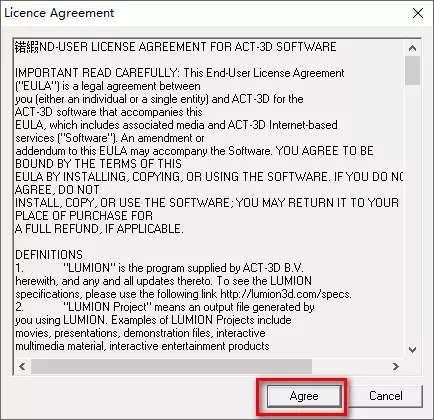 Licence Agreement
锘緞ND-USER LICENSE AGREEMENT FOR ACT-3D SOFTWARE
IMPORTANT READ CAREFULLY: This End-User License Agreement
("EULA") is a legal agreement between
you (either an individual or a single entity) and ACT-3D for the
ACT-3D software that accompanies this
EULA, which includes associated media and ACT-3D Internet-based
services ("Software"). An amendment or
addendum to this EULA may accompany the Software. YOU AGREE TO BE
BOUND BY THE TERMS OF THIS
EULA BY INSTALLING, COPYING, OR USING THE SOFTWARE. IF YOU DO NO
AGREE, DO NOT
INSTALL, COPY, OR USE THE SOFTWARE; YOU MAY RETURN IT TO YOUR
PLACE OF PURCHASE FOR
A FULL REFUND, IF APPLICABLE.
DEFINITIONS
1. "LUMION" is the program supplied by ACT-3D B.V.
herewith, and any and all updates thereto. To see the LUMION
specifications, please use the following link http://lumion3d.com/specs.
2. "LUMION Project" means an output file generated by
you using LUMION. Examples of LUMION Projects include
movies, presentations, demonstration files, interactive
multimedia material, interactive entertainment products
Agree
Cancel